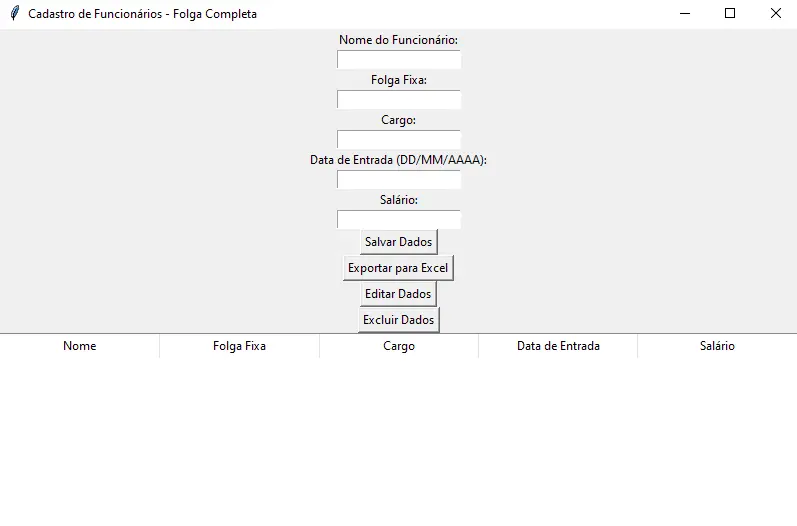 Cadastro de Funcionários - Folga Completa
Nome do Funcionário:
Folga Fixa:
Cargo:
Data de Entrada (DD/MM/AAAA):
Salário:
Salvar Dados
Exportar para Excel
Editar Dados
Excluir Dados
Nome Folga Fixa Cargo Data de Entrada Salário